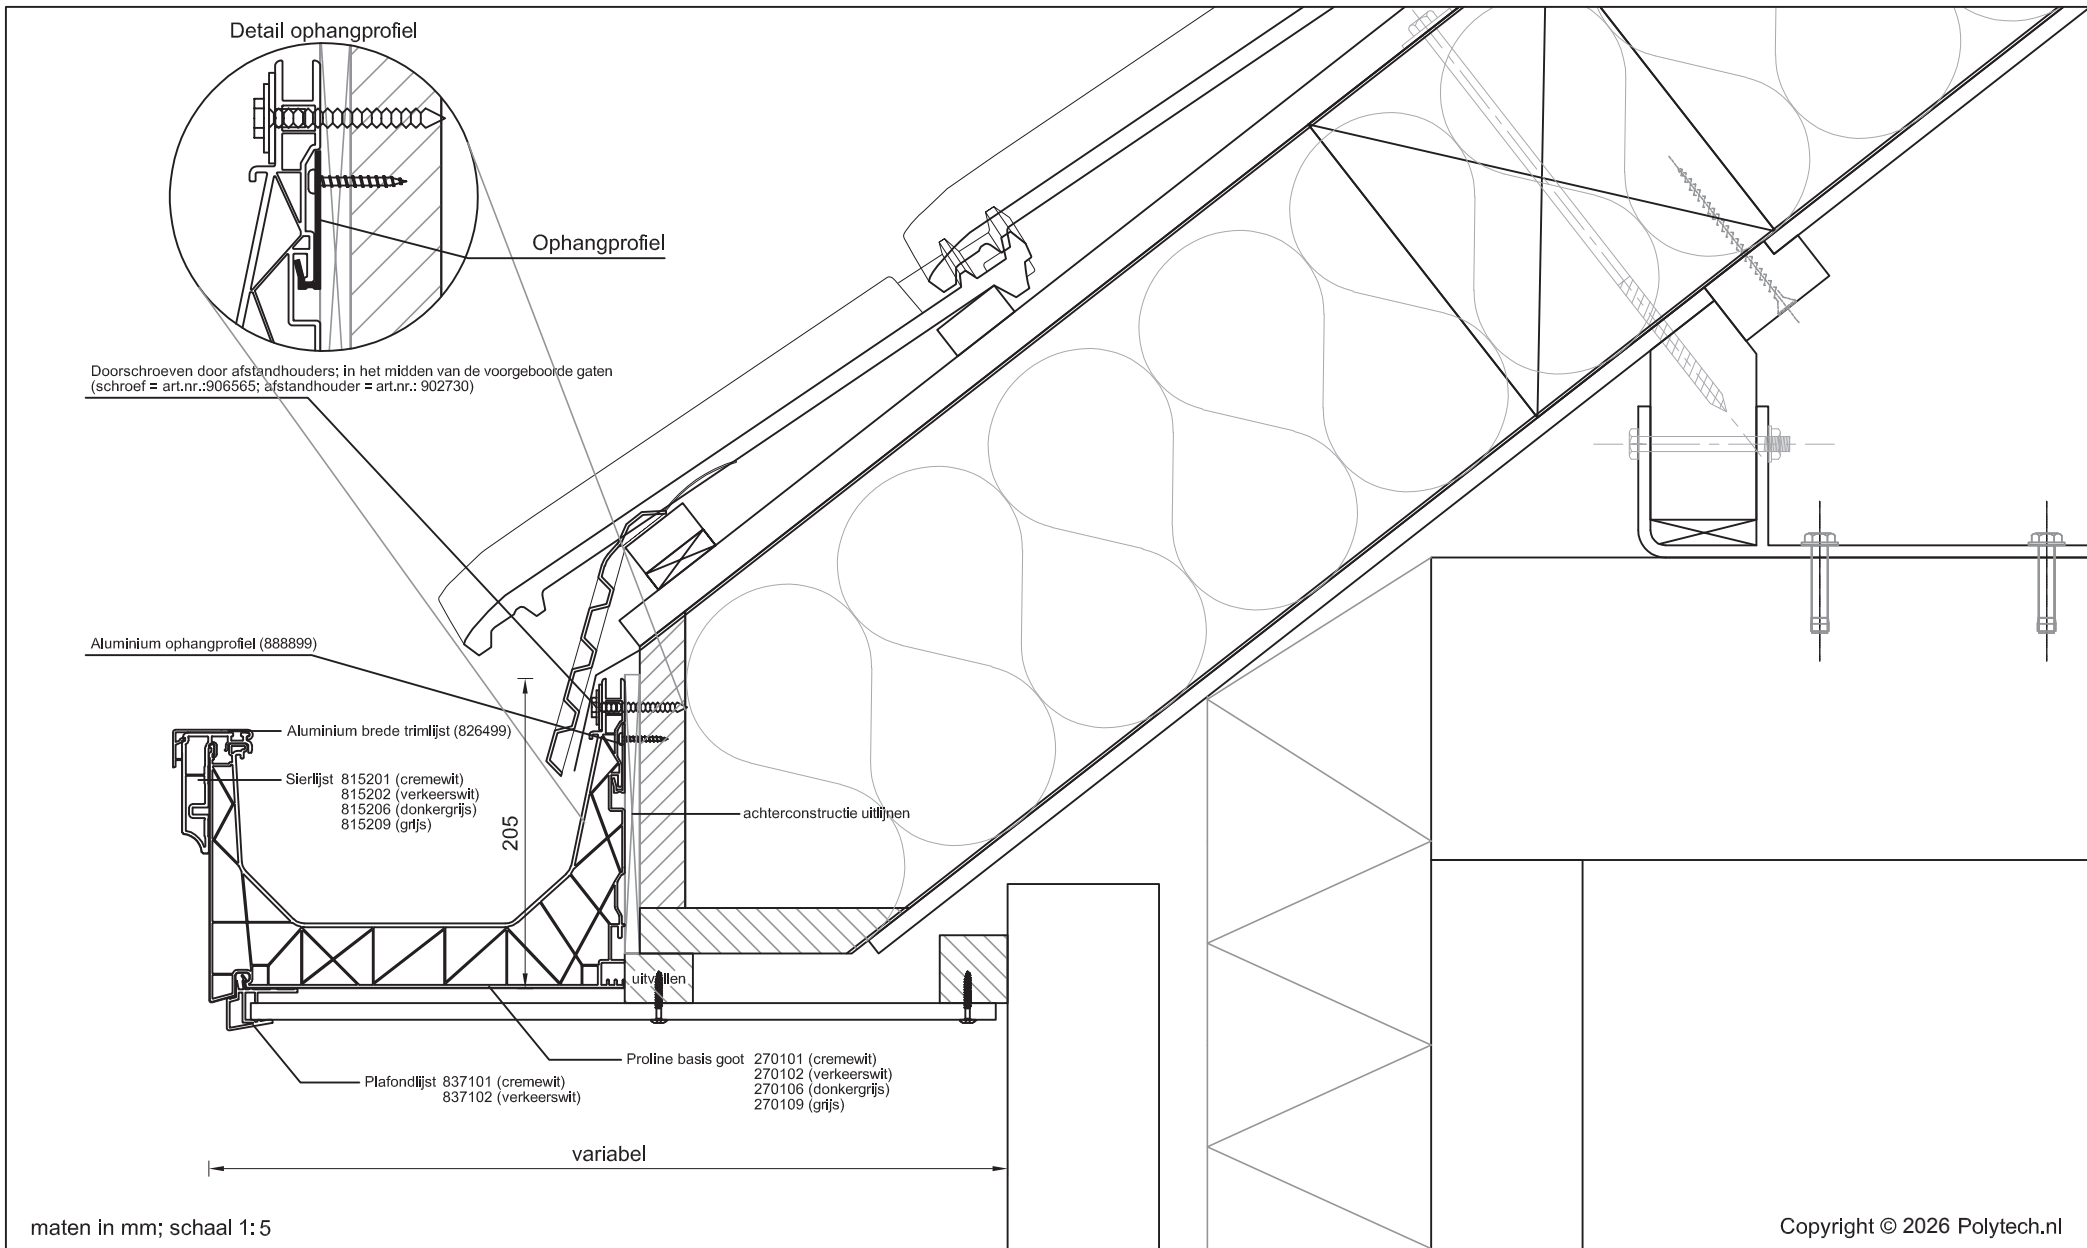 Detail ophangprofiel
Ophangprofiel
Doorschroeven door afstandhouders; in het midden van de voorgeboorde gaten
(schroef = art.nr.:906565; afstandhouder = art.nr.: 902730)
Aluminium ophangprofiel (888899)
Aluminium brede trimlijst (826499)
Sierlijst 815201 (cremewit)
815202 (verkeerswit)
815206 (donkergrijs)
815209 (grijs)
205
achterconstructie uitlijnen
uitvullen
Proline basis goot 270101 (cremewit)
270102 (verkeerswit)
270106 (donkergrijs)
270109 (grijs)
Plafondlijst 837101 (cremewit)
837102 (verkeerswit)
variabel
maten in mm; schaal 1:5
Copyright © 2026 Polytech.nl